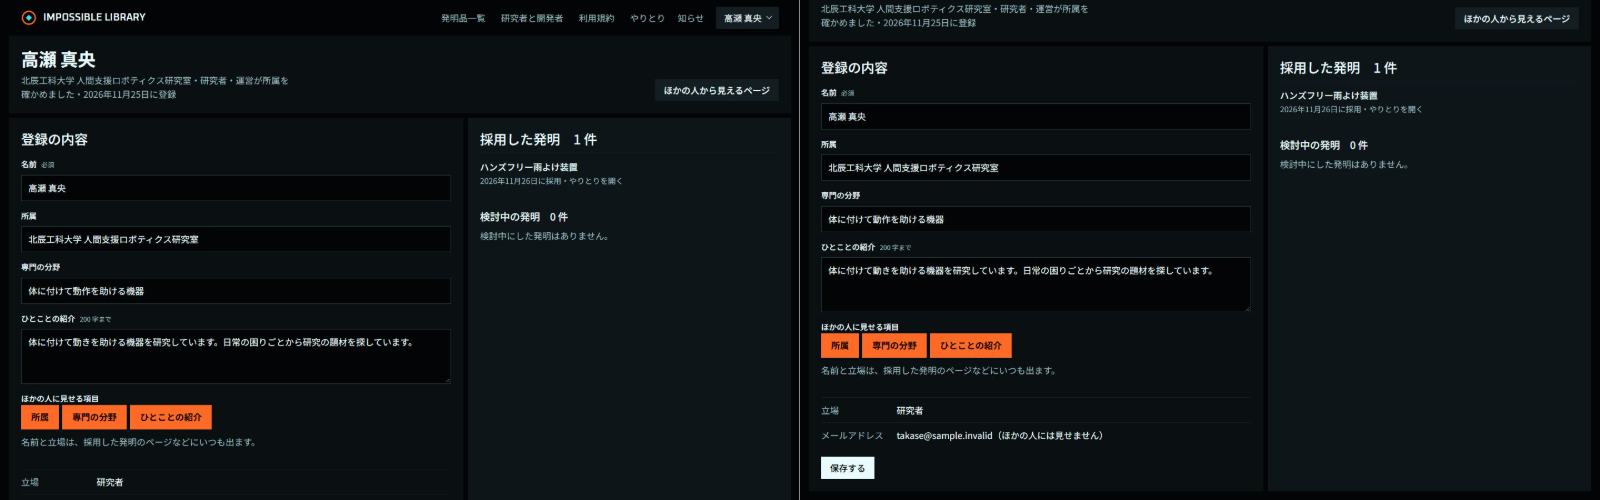 IMPOSSIBLE LIBRARY
発明品一覧 研究者と開発者 利用規約 やりとり 知らせ 高瀬 真央
高瀬 真央
北辰工科大学 人間支援ロボティクス研究室・研究者・運営が所属を
確かめました・2026年11月25日に登録
ほかの人から見えるページ
登録の内容
名前 必須
高瀬 真央
所属
北辰工科大学 人間支援ロボティクス研究室
専門の分野
体に付けて動作を助ける機器
ひとことの紹介 200字まで
体に付けて動きを助ける機器を研究しています。日常の困りごとから研究の題材を探しています。
ほかの人に見せる項目
所属 専門の分野 ひとことの紹介
名前と立場は、採用した発明のページなどにいつも出ます。
立場 研究者
採用した発明 1件
ハンズフリー雨よけ装置
2026年11月26日に採用・やりとりを開く
検討中の発明 0件
検討中にした発明はありません。
北辰工科大学 人間支援ロボティクス研究室・研究者・運営が所属を
確かめました・2026年11月25日に登録
ほかの人から見えるページ
登録の内容
名前 必須
高瀬 真央
所属
北辰工科大学 人間支援ロボティクス研究室
専門の分野
体に付けて動作を助ける機器
ひとことの紹介 200字まで
体に付けて動きを助ける機器を研究しています。日常の困りごとから研究の題材を探しています。
ほかの人に見せる項目
所属 専門の分野 ひとことの紹介
名前と立場は、採用した発明のページなどにいつも出ます。
立場 研究者
メールアドレス takase@sample.invalid（ほかの人には見せません）
保存する
採用した発明 1件
ハンズフリー雨よけ装置
2026年11月26日に採用・やりとりを開く
検討中の発明 0件
検討中にした発明はありません。